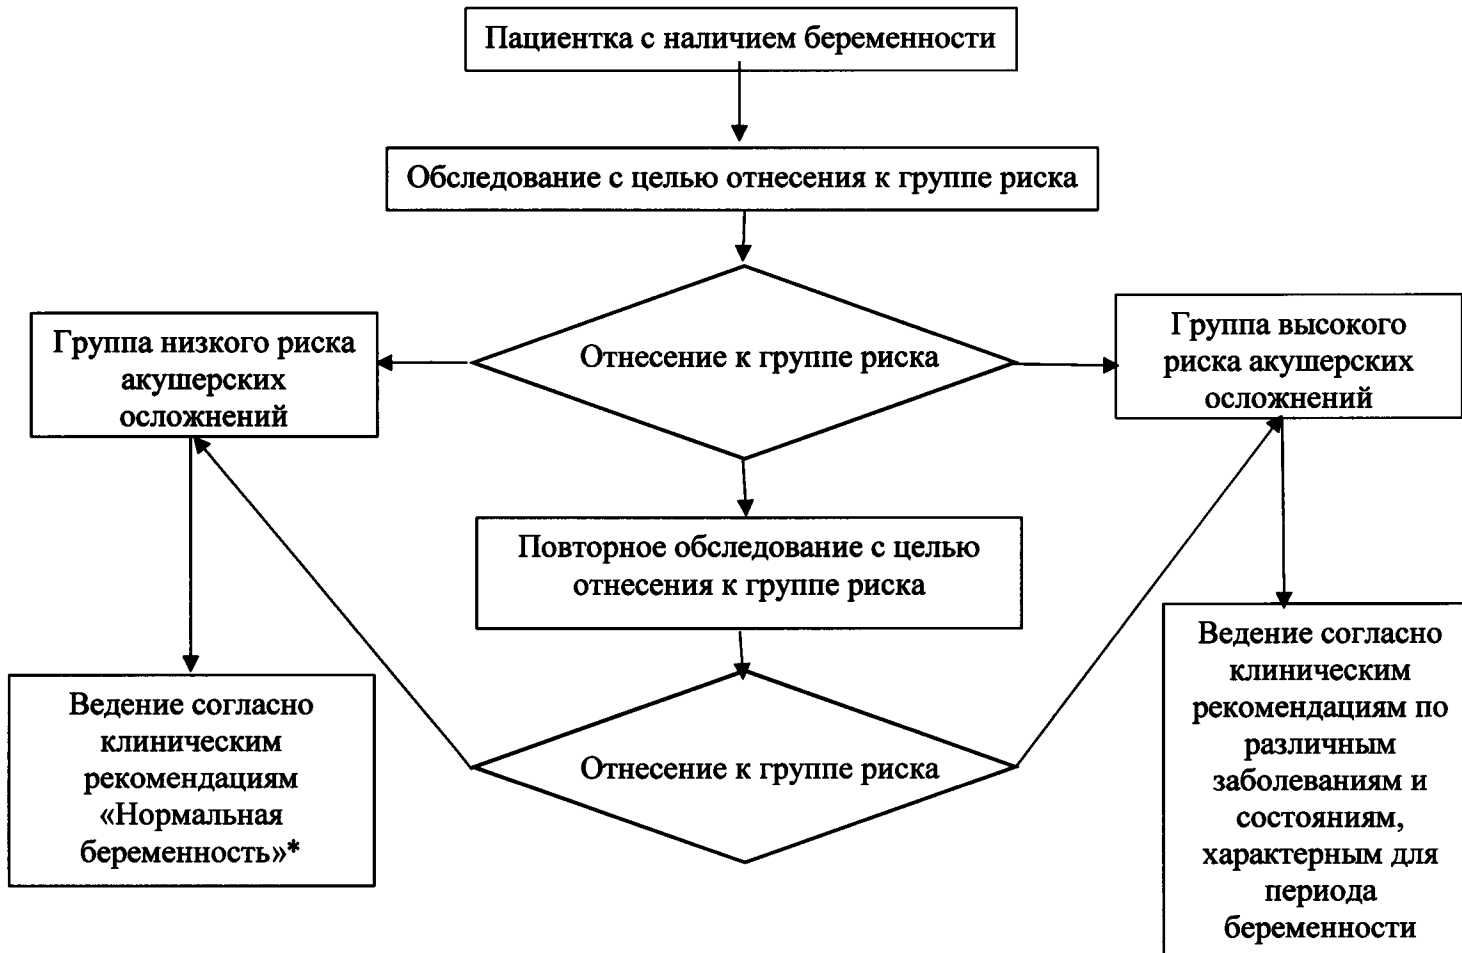 Пациентка с наличием беременности
Обследование с целью отнесения к группе риска
Отнесение к группе риска
Группа низкого риска
акушерских
осложнений
Группа высокого
риска акушерских
осложнений
Повторное обследование с целью
отнесения к группе риска
Отнесение к группе риска
Ведение согласно
клиническим
рекомендациям
«Нормальная
беременность»*
Ведение согласно
клиническим
рекомендациям по
различным
заболеваниям и
состояниям,
характерным для
периода
беременности